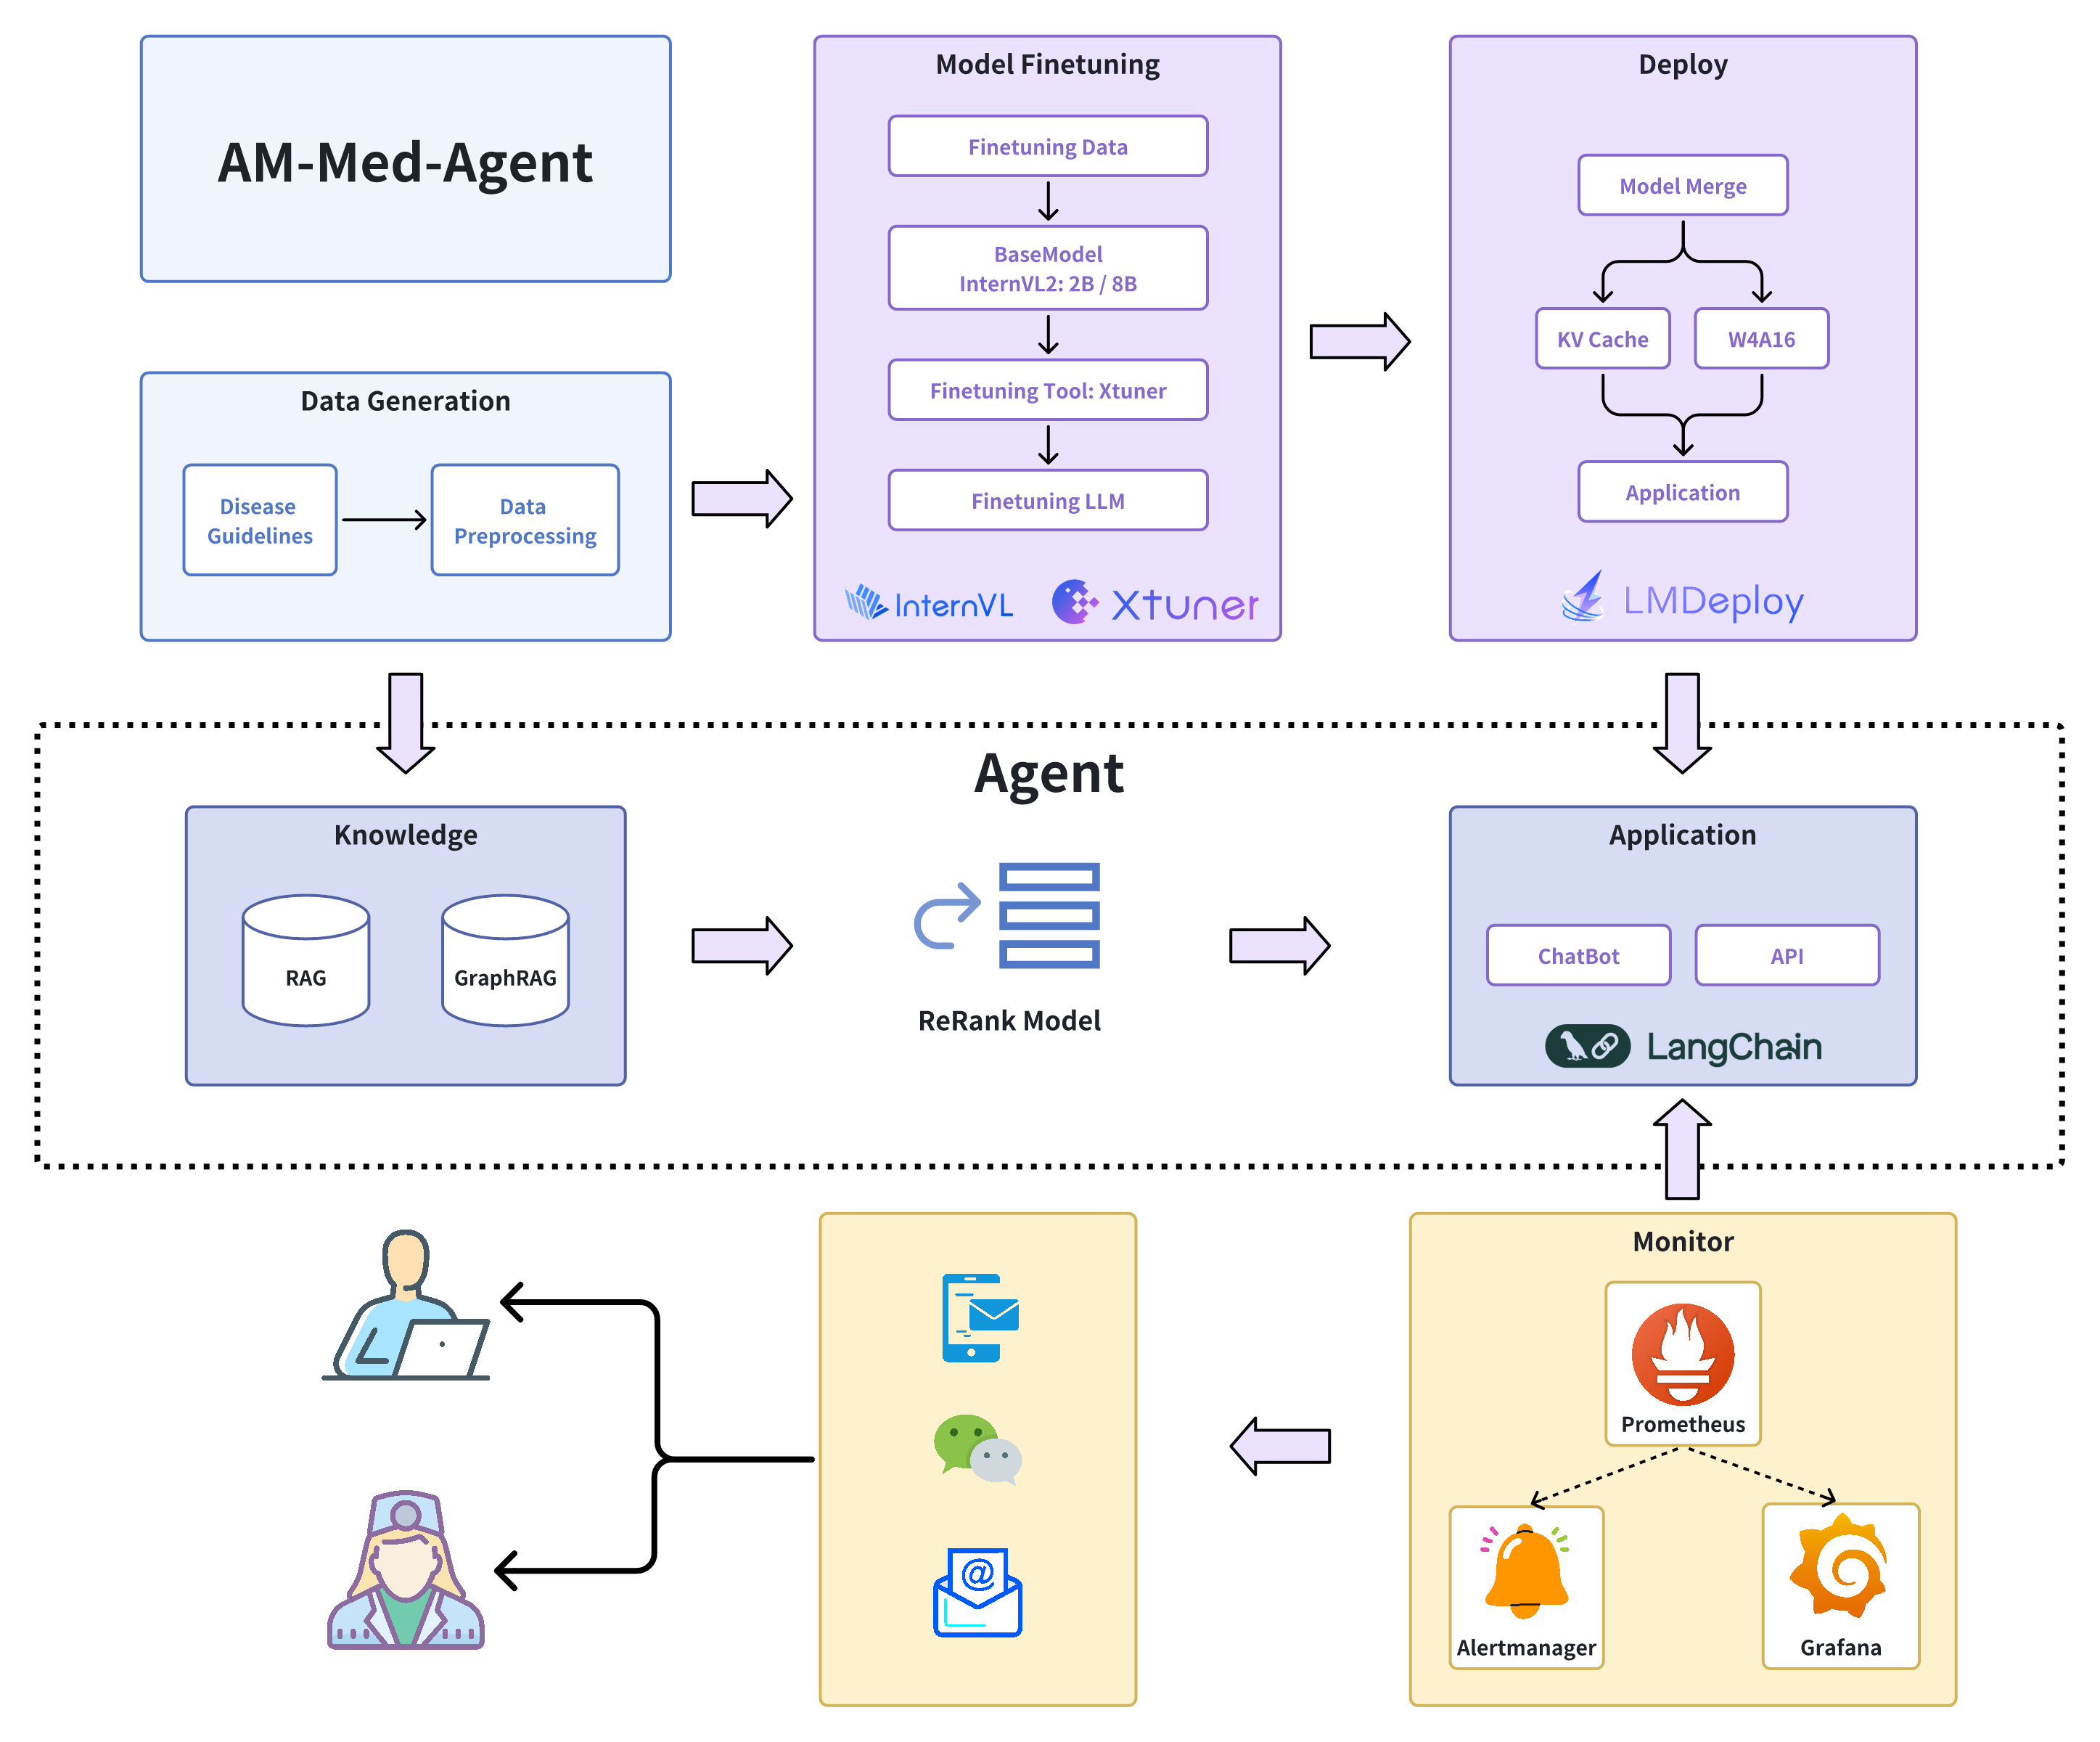 AM-Med-Agent
Data Generation
Disease
Guidelines
Data
Preprocessing
Model Finetuning
Finetuning Data
BaseModel
InternVL2: 2B / 8B
Finetuning Tool: Xtuner
Finetuning LLM
InternVL
Xtuner
Deploy
Model Merge
KV Cache
W4A16
Application
LMDeploy
Agent
Knowledge
RAG
GraphRAG
ReRank Model
Application
ChatBot
API
LangChain
Monitor
Prometheus
Alertmanager
Grafana
@